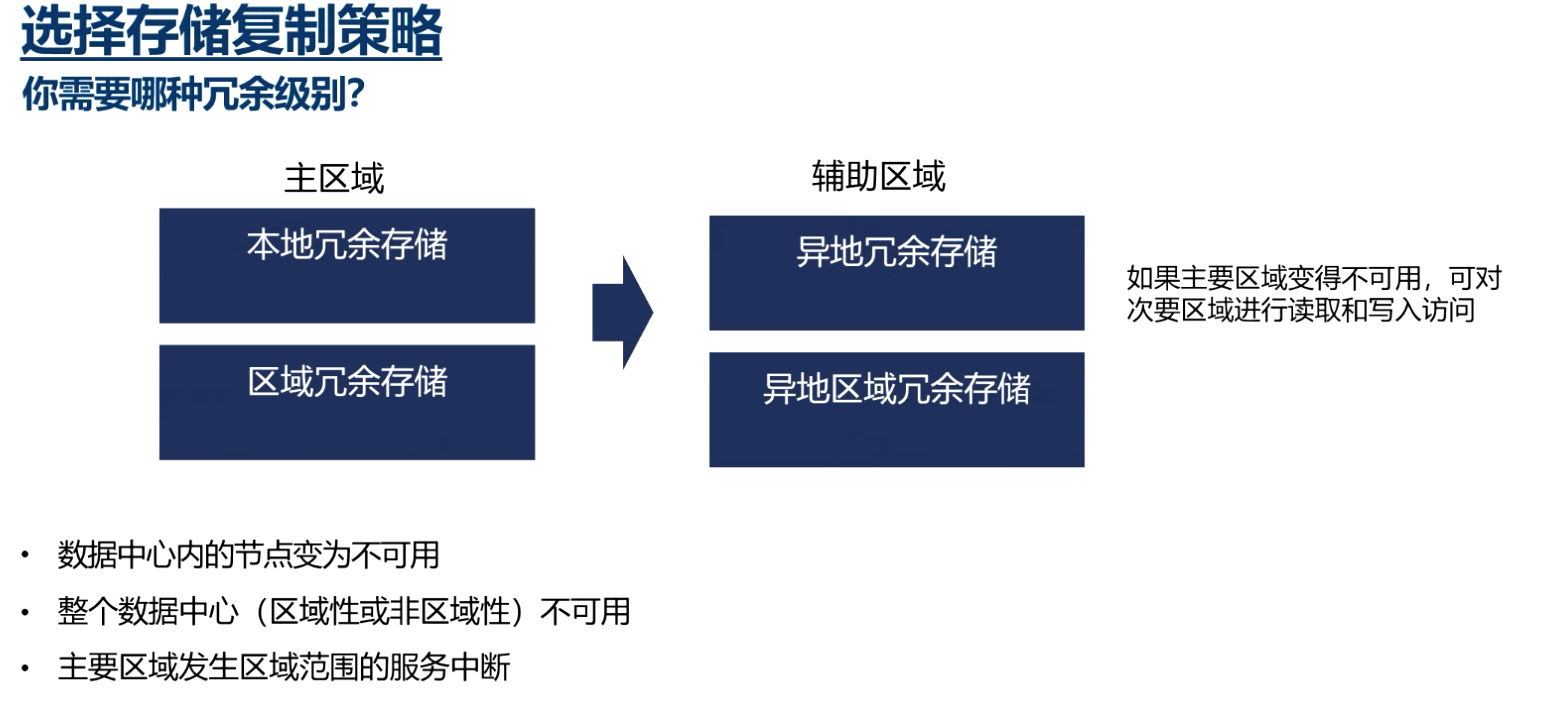 选择存储复制策略
你需要哪种冗余级别？
主区域
辅助区域
本地冗余存储
异地冗余存储
区域冗余存储
异地区域冗余存储
如果主要区域变得不可用，可对
次要区域进行读取和写入访问
• 数据中心内的节点变为不可用
• 整个数据中心（区域性或非区域性）不可用
• 主要区域发生区域范围的服务中断